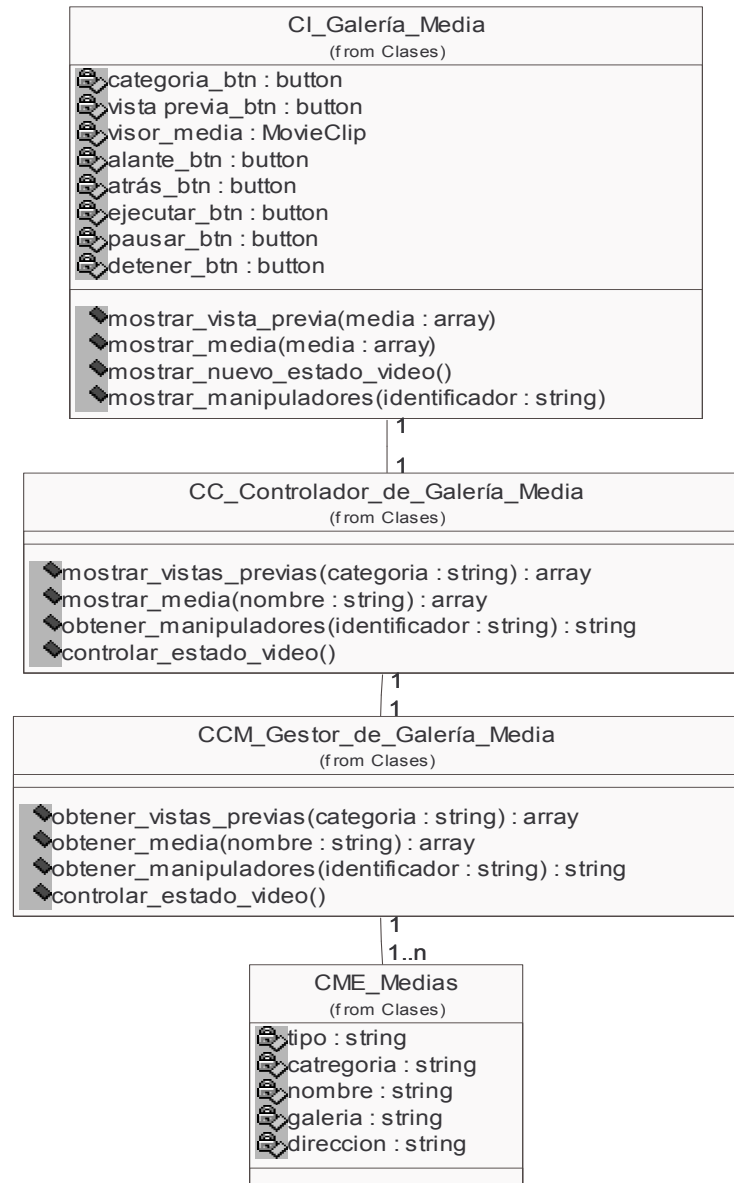 CI_Galería_Media
(from Clases)
categoria_btn : button
vista previa_btn : button
visor_media : MovieClip
alante_btn : button
atrás_btn : button
ejecutar_btn : button
pausar_btn : button
detener_btn : button
mostrar_vista_previa(media : array)
mostrar_media(media : array)
mostrar_nuevo_estado_video()
mostrar_manipuladores(identificador : string)
1
1
CC_Controlador_de_Galería_Media
(from Clases)
mostrar_vistas_previas(categoria : string) : array
mostrar_media(nombre : string) : array
obtener_manipuladores(identificador : string) : string
controlar_estado_video()
1
1
CCM_Gestor_de_Galería_Media
(from Clases)
obtener_vistas_previas(categoria : string) : array
obtener_media(nombre : string) : array
obtener_manipuladores(identificador : string) : string
controlar_estado_video()
1
1..n
CME_Medias
(from Clases)
tipo : string
catregoria : string
nombre : string
galeria : string
direccion : string